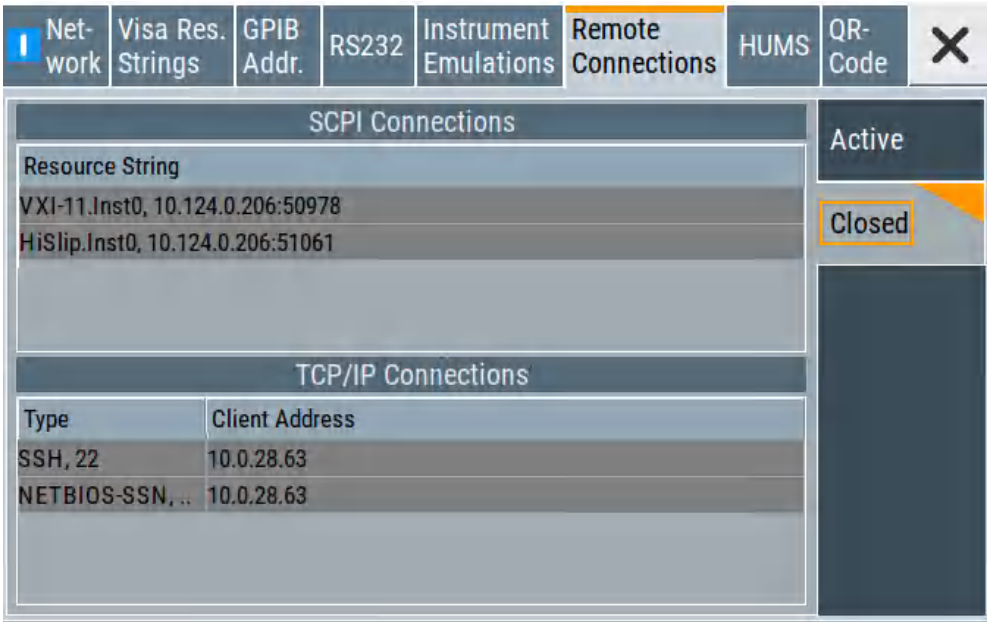 Net- Visa Res. GPIB RS232 Instrument Remote HUMS QR-
work Strings Addr. Emulations Connections Code
SCPI Connections
Active
Resource String
VXI-11.Inst0, 10.124.0.206:50978
Closed
HiSlip.Inst0, 10.124.0.206:51061
TCP/IP Connections
Type Client Address
SSH, 22 10.0.28.63
NETBIOS-SSN, .. 10.0.28.63